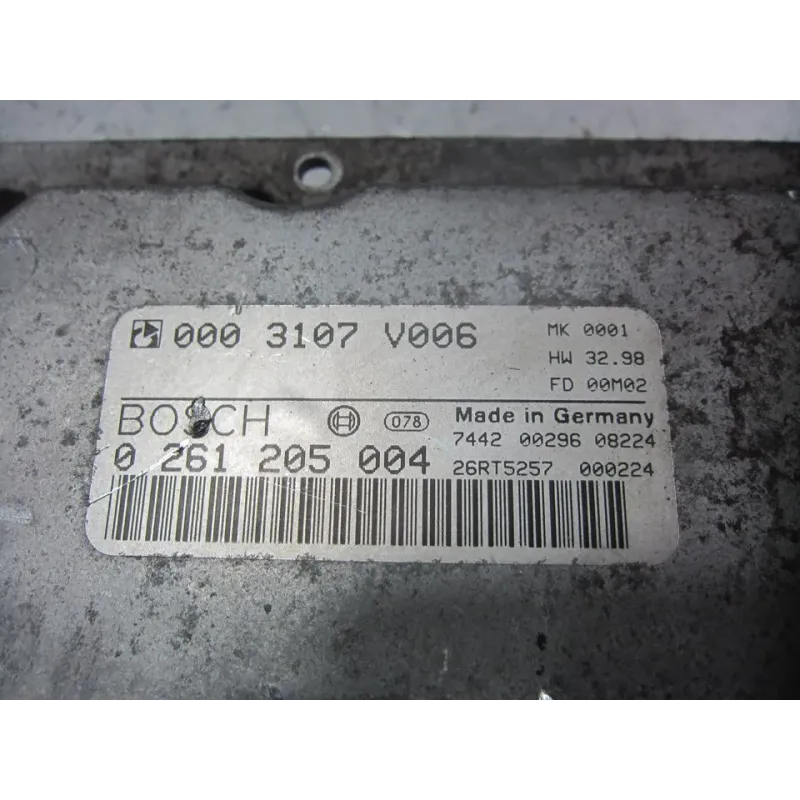 000 3107 V006 MK 0001
HW 32.98
FD 00M02
BOSCH 078 Made in Germany
7442 00296 08224
0 261 205 004 26RT5257 000224